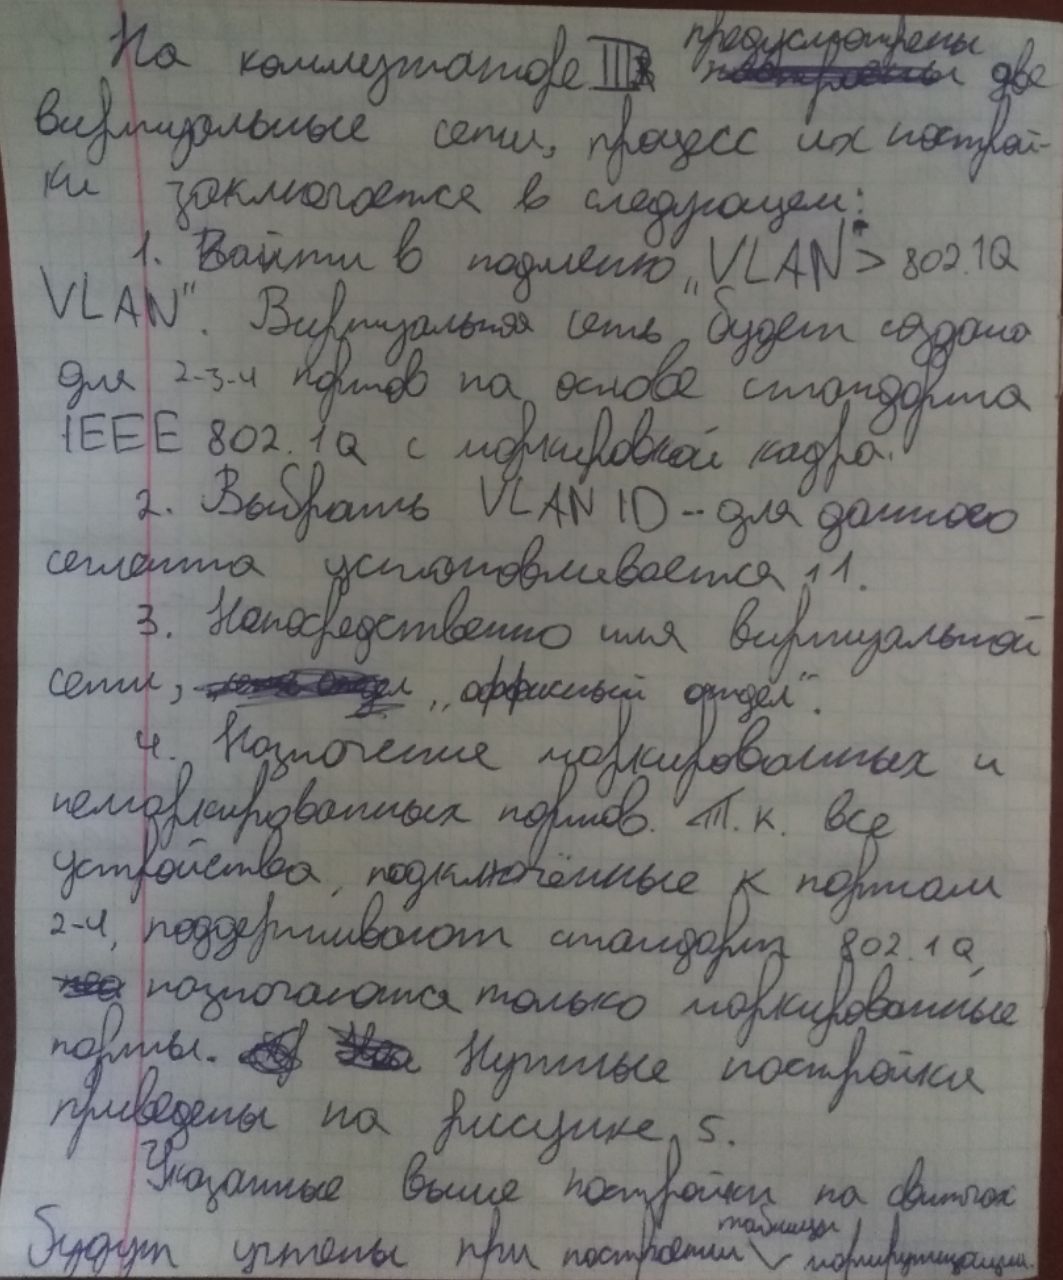 На коммутаторе III предусмотрены две
виртуальные сети, процесс их настрой-
ки заключается в следующем:
1. Войти в подменю „VLAN > 802.1Q
VLAN". Виртуальная сеть будет создана
для 2-3-4 портов на основе стандарта
IEEE 802.1Q с маркировкой кадра.
2. Выбрать VLAN ID - для данного
сегмента устанавливается 11.
3. Непосредственно имя виртуальной
сети, „офисный отдел".
4. Назначение маркированных и
немаркированных портов. Т.к. все
устройства, подключённые к портам
2-4, поддерживают стандарт 802.1Q,
назначаются только маркированные
порты. Нужные настройки
приведены на рисунке 5.
Указанные выше настройки на свитчах
будут учтены при построении таблицы маршрутизации.